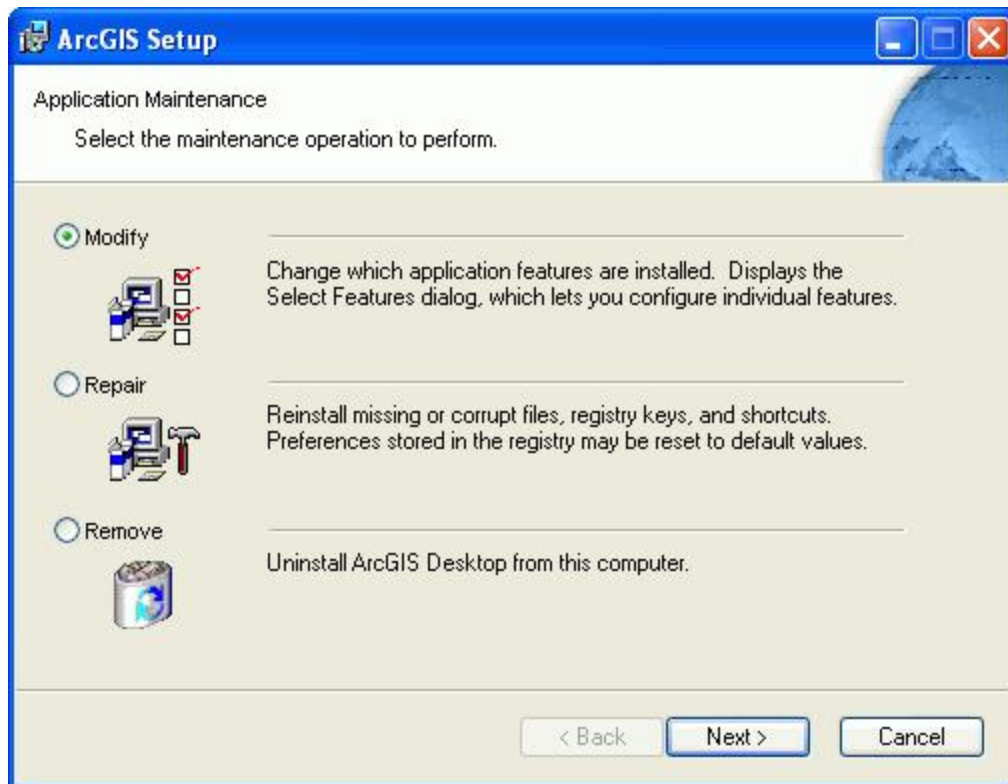 ArcGIS Setup
Application Maintenance
Select the maintenance operation to perform.
Modify
Change which application features are installed.  Displays the
Select Features dialog, which lets you configure individual features.
Repair
Reinstall missing or corrupt files, registry keys, and shortcuts.
Preferences stored in the registry may be reset to default values.
Remove
Uninstall ArcGIS Desktop from this computer.
< Back
Next >
Cancel